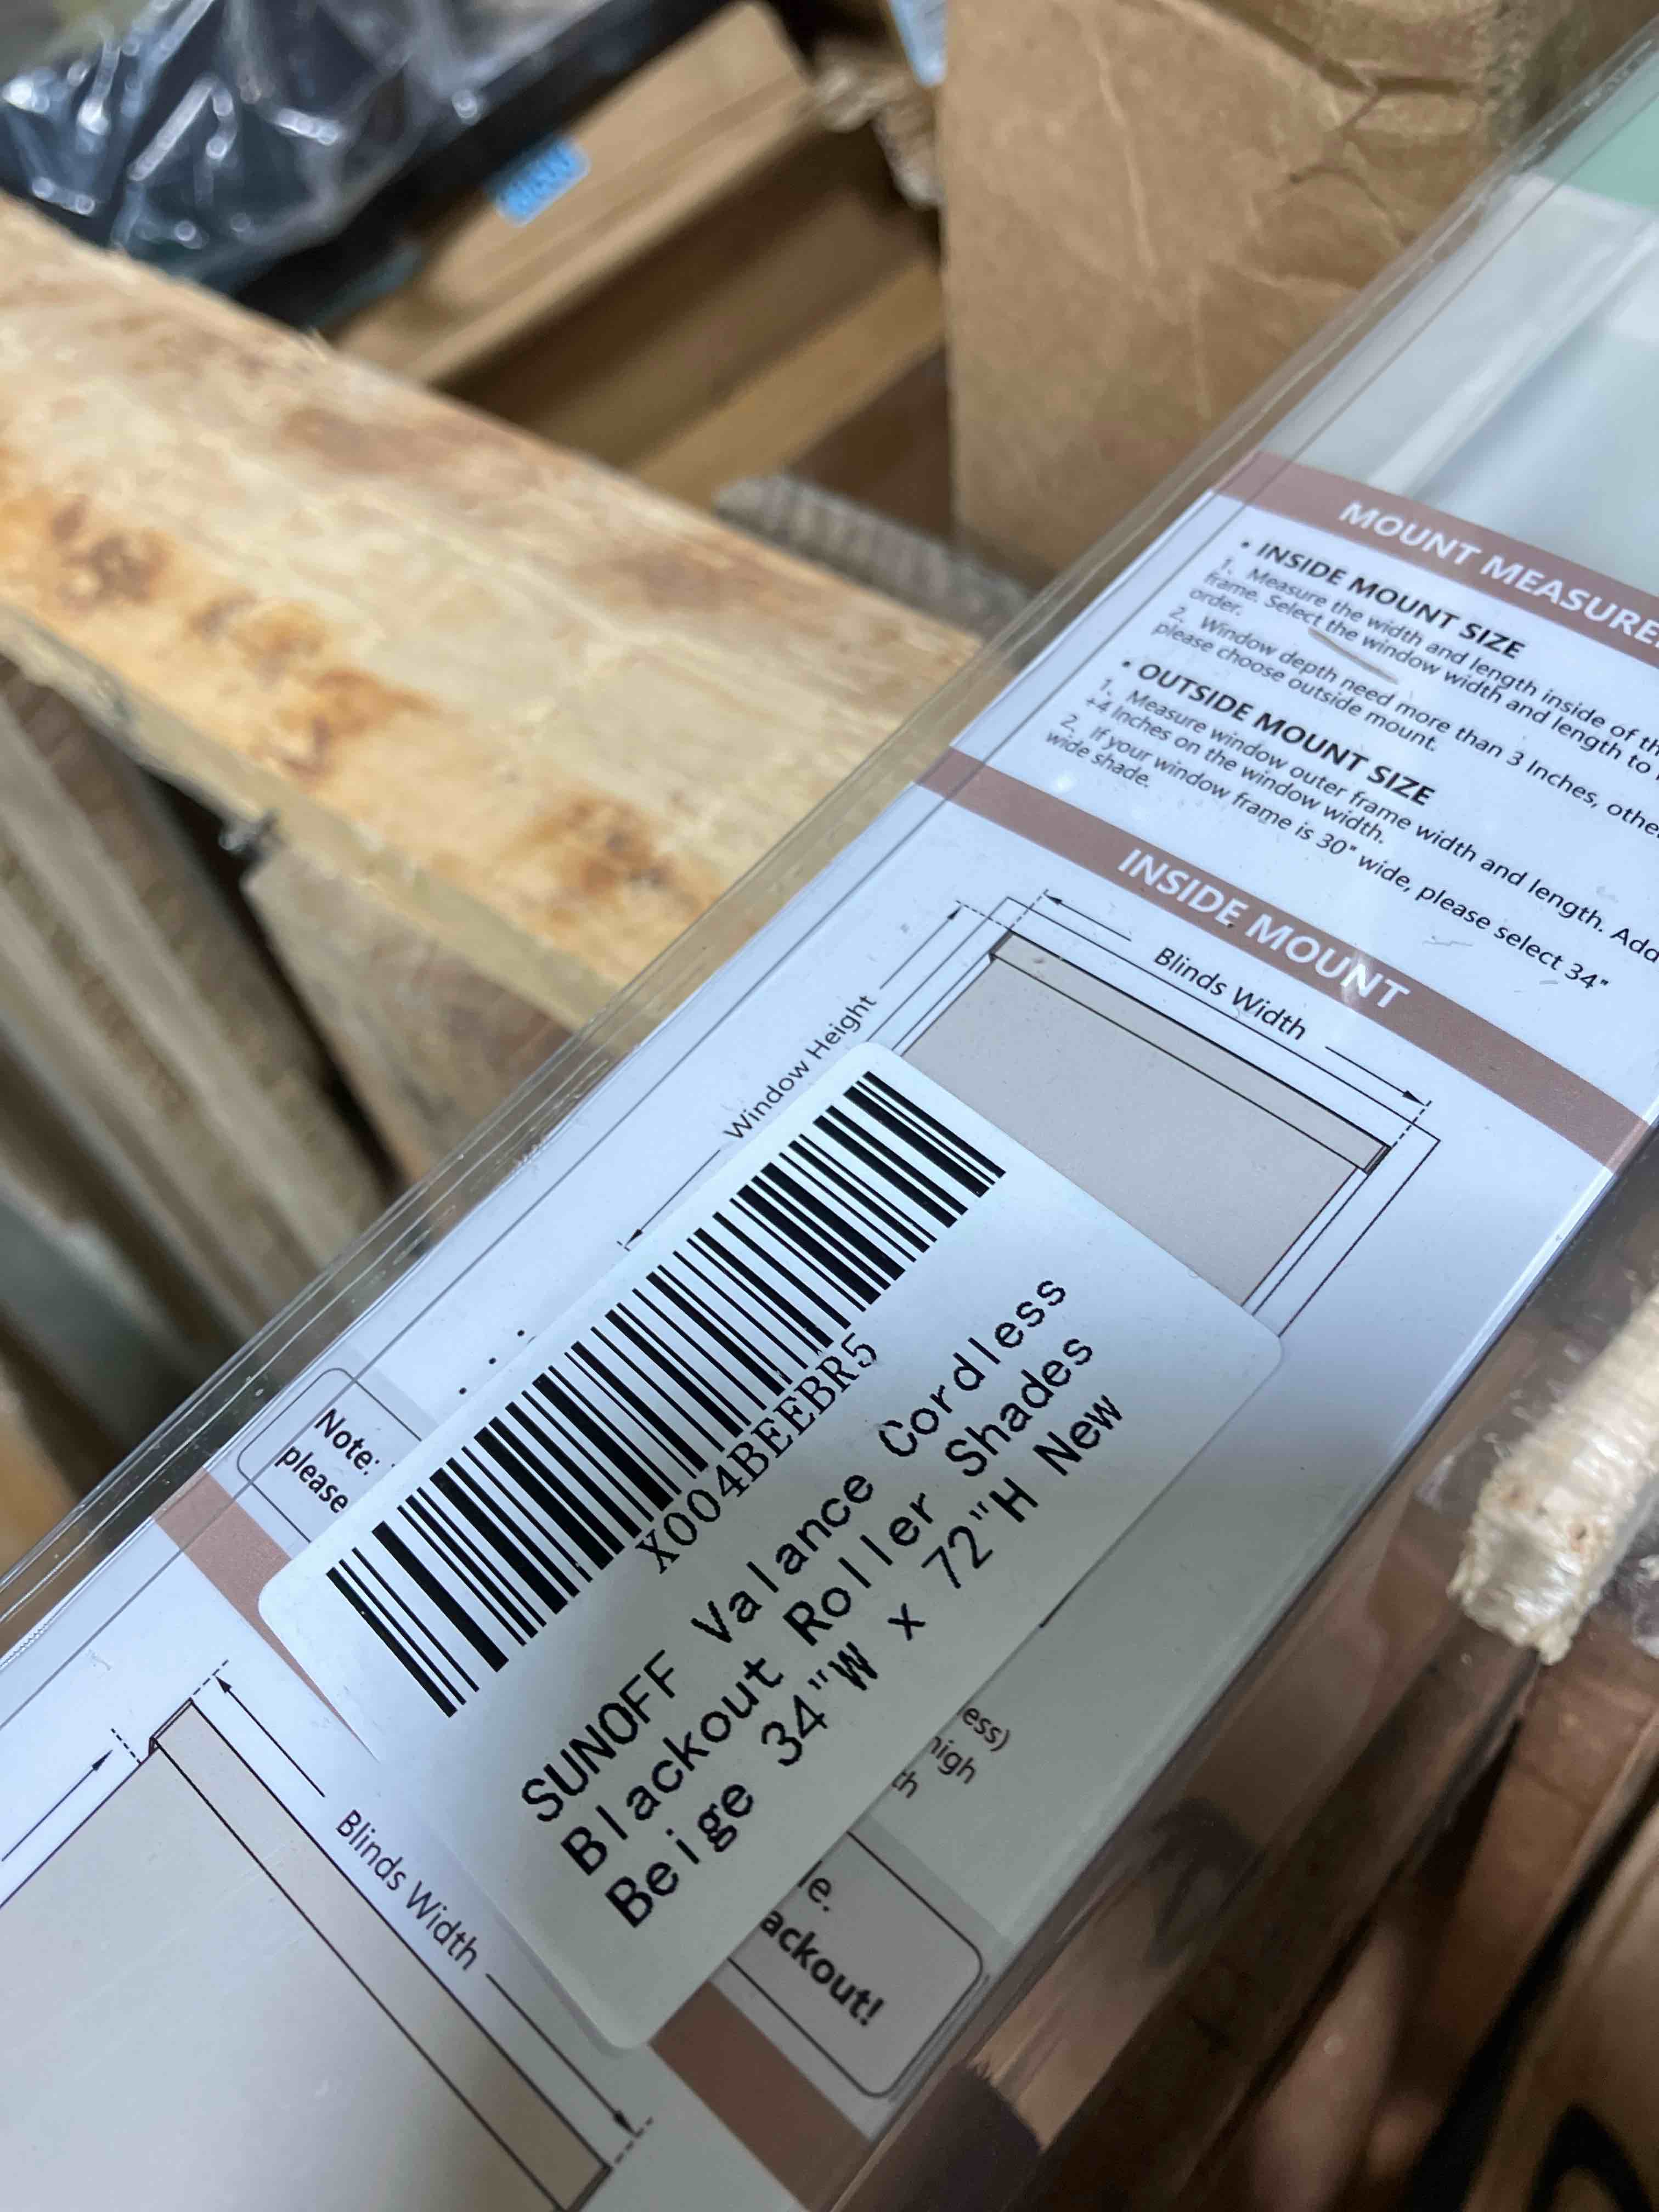 MOUNT MEASURE
• INSIDE MOUNT SIZE
1. Measure the width and length inside of th
frame. Select the window width and length to
order.
2. Window depth need more than 3 Inches, othe
please choose outside mount.
• OUTSIDE MOUNT SIZE
1. Measure window outer frame width and length. Add
+4 Inches on the window width.
2. If your window frame is 30" wide, please select 34"
wide shade.
INSIDE MOUNT
Blinds Width
Window Height
Note:
please
X004BEEBR5
SUNOFF Valance Cordless
Blackout Roller Shades
Beige 34"W x 72"H New
ess)
high
th
le.
ackout!
Blinds Width